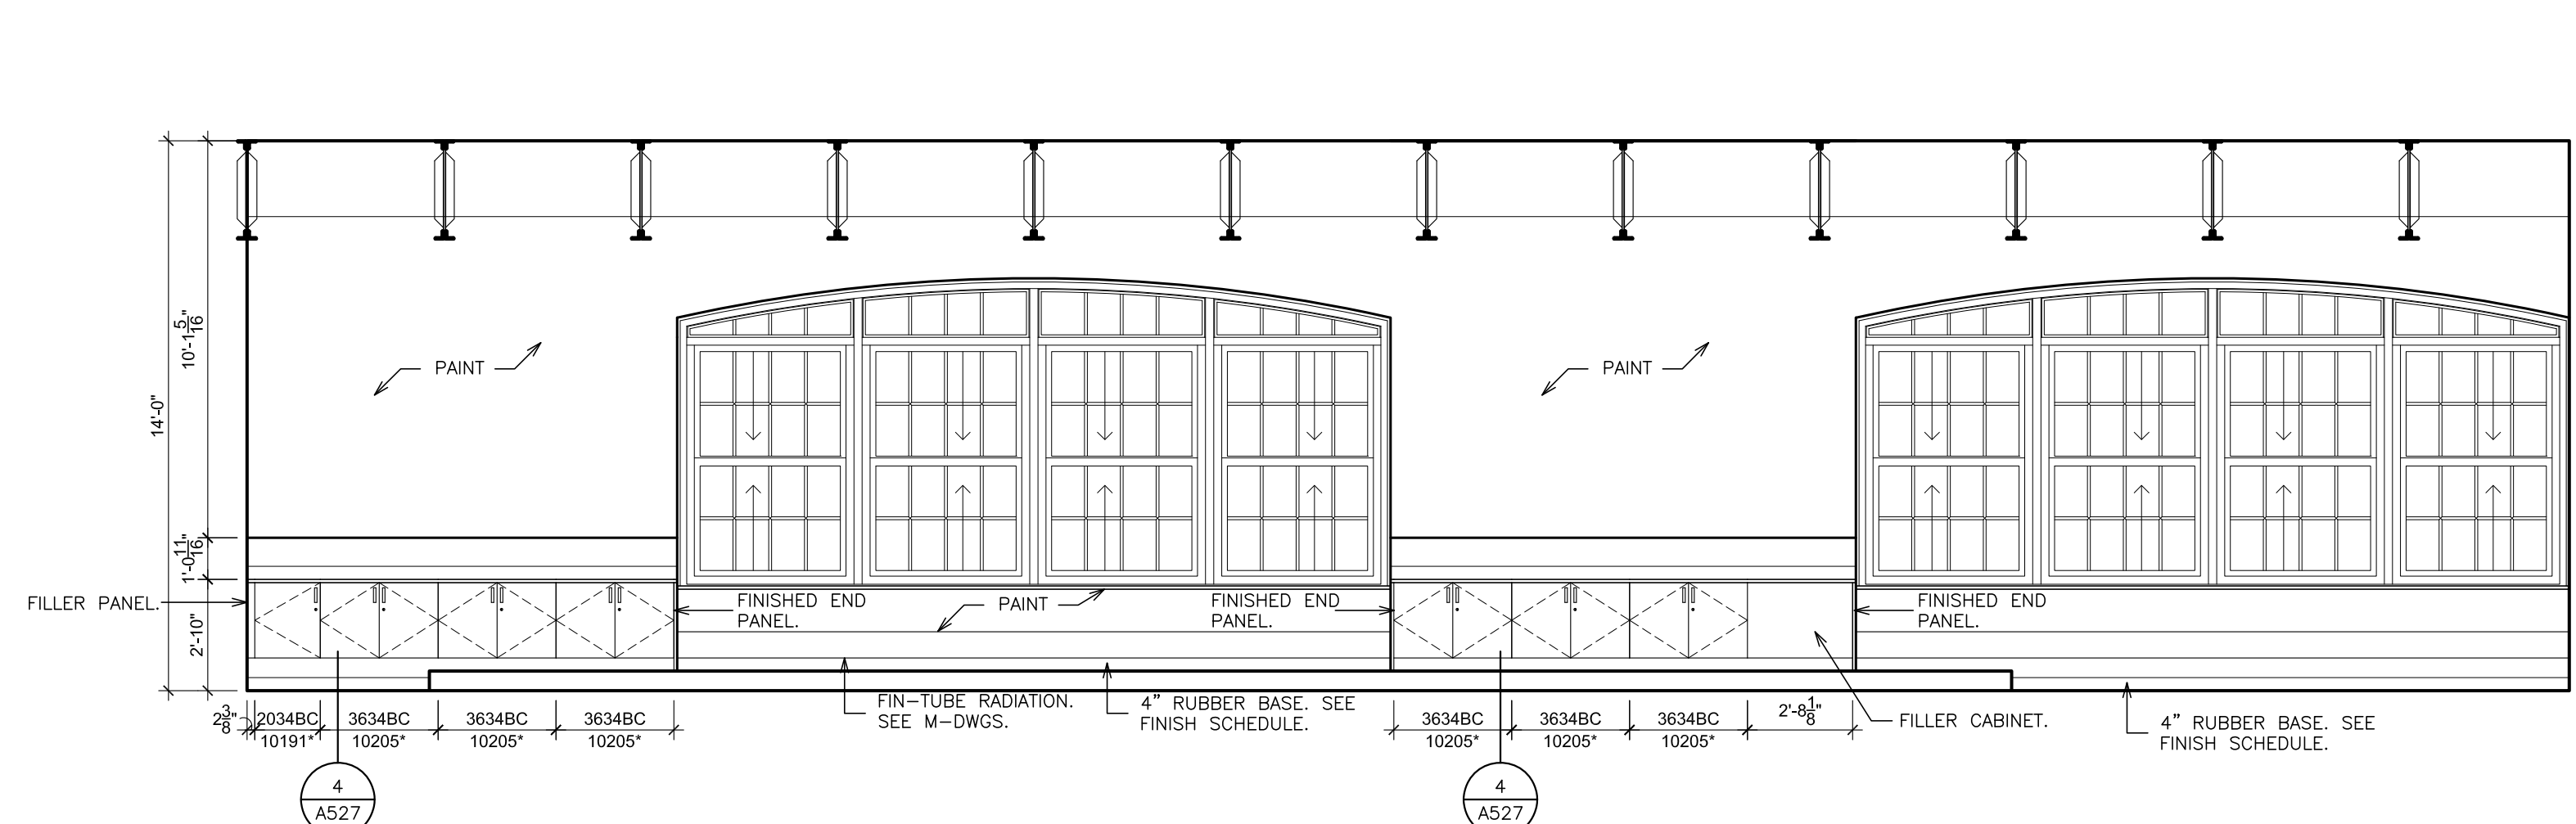 14'-0"
10'-1 5/16"
1'-0 11/16"
2'-10"
PAINT
PAINT
FILLER PANEL.
FINISHED END
PANEL.
PAINT
FINISHED END
PANEL.
FINISHED END
PANEL.
FIN-TUBE RADIATION.
SEE M-DWGS.
4" RUBBER BASE. SEE
FINISH SCHEDULE.
FILLER CABINET.
4" RUBBER BASE. SEE
FINISH SCHEDULE.
2 3/8"
2034BC
10191*
3634BC
10205*
3634BC
10205*
3634BC
10205*
3634BC
10205*
3634BC
10205*
3634BC
10205*
2'-8 1/8"
4
A527
4
A527